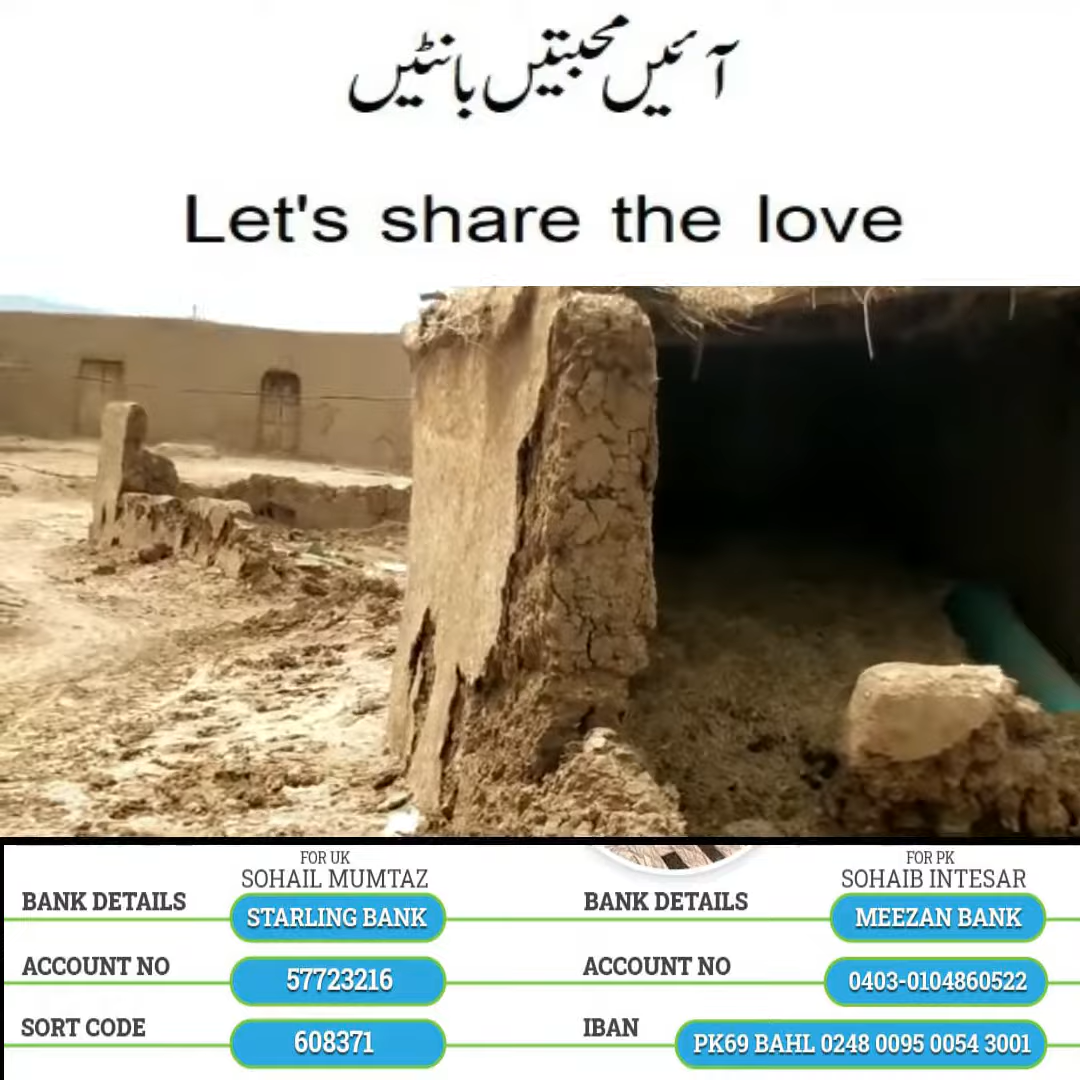 آئیں محبتیں بانٹیں
Let's share the love
FOR UK
SOHAIL MUMTAZ
BANK DETAILS
STARLING BANK
ACCOUNT NO
57723216
SORT CODE
608371
FOR PK
SOHAIB INTESAR
BANK DETAILS
MEEZAN BANK
ACCOUNT NO
0403-0104860522
IBAN
PK69 BAHL 0248 0095 0054 3001